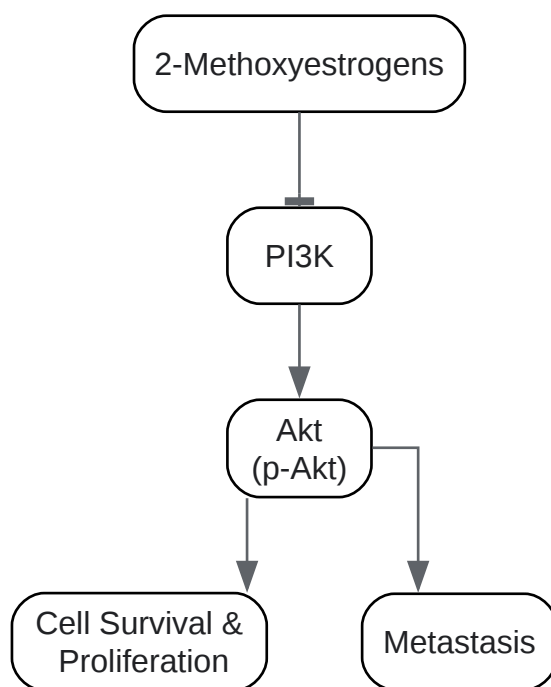 2-Methoxyestrogens
PI3K
Akt
(p-Akt)
Cell Survival &
Proliferation
Metastasis